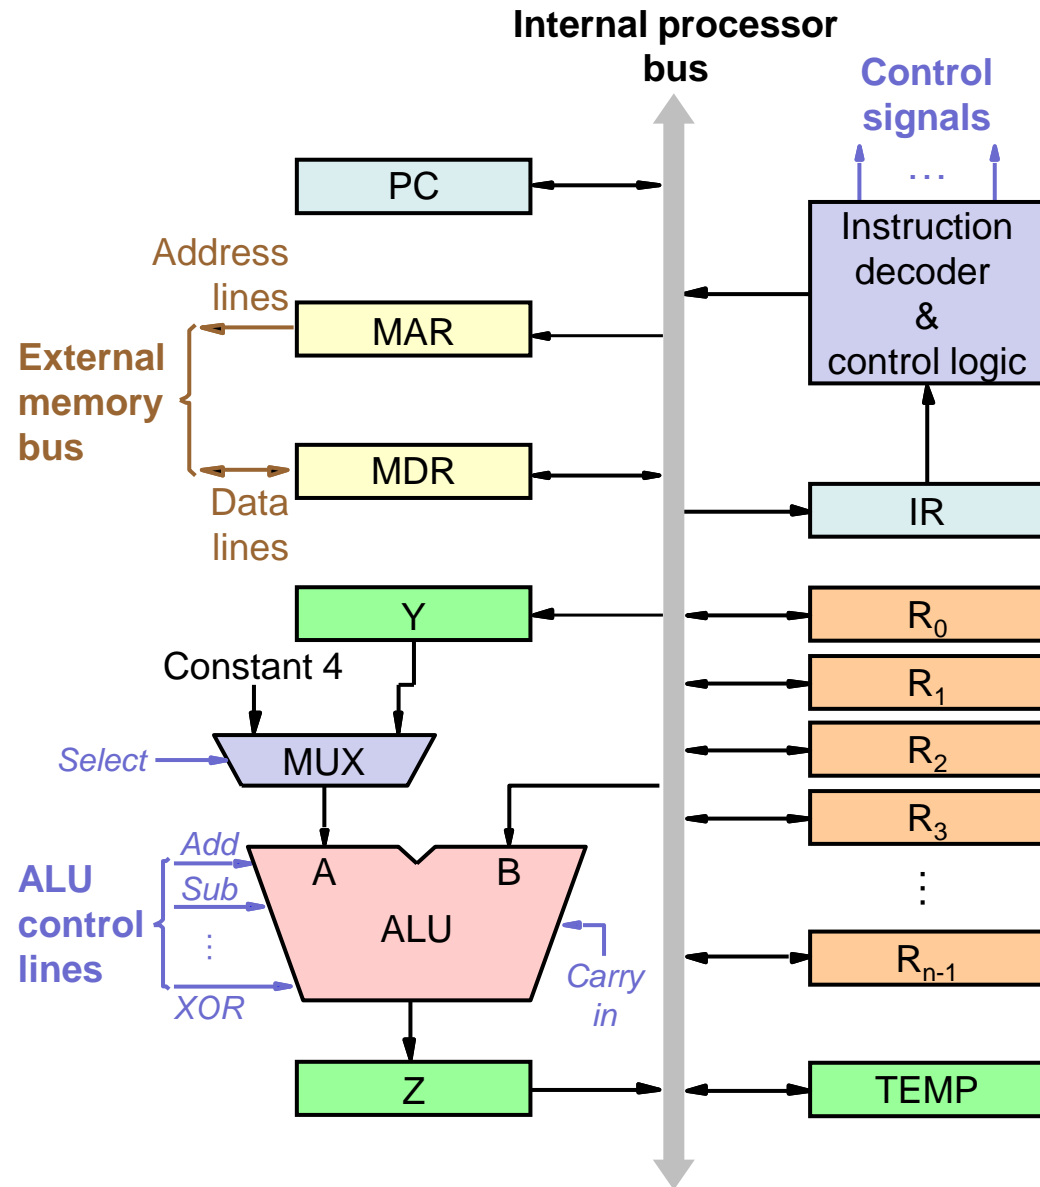 Internal processor
bus
Control
signals
...
PC
Instruction
decoder
&
control logic
Address
lines
MAR
External
memory
bus
MDR
Data
lines
IR
Y
R0
Constant 4
R1
Select
MUX
R2
R3
Add
A
B
ALU
control
lines
Sub
⋮
ALU
⋮
Carry
in
XOR
Rn-1
Z
TEMP